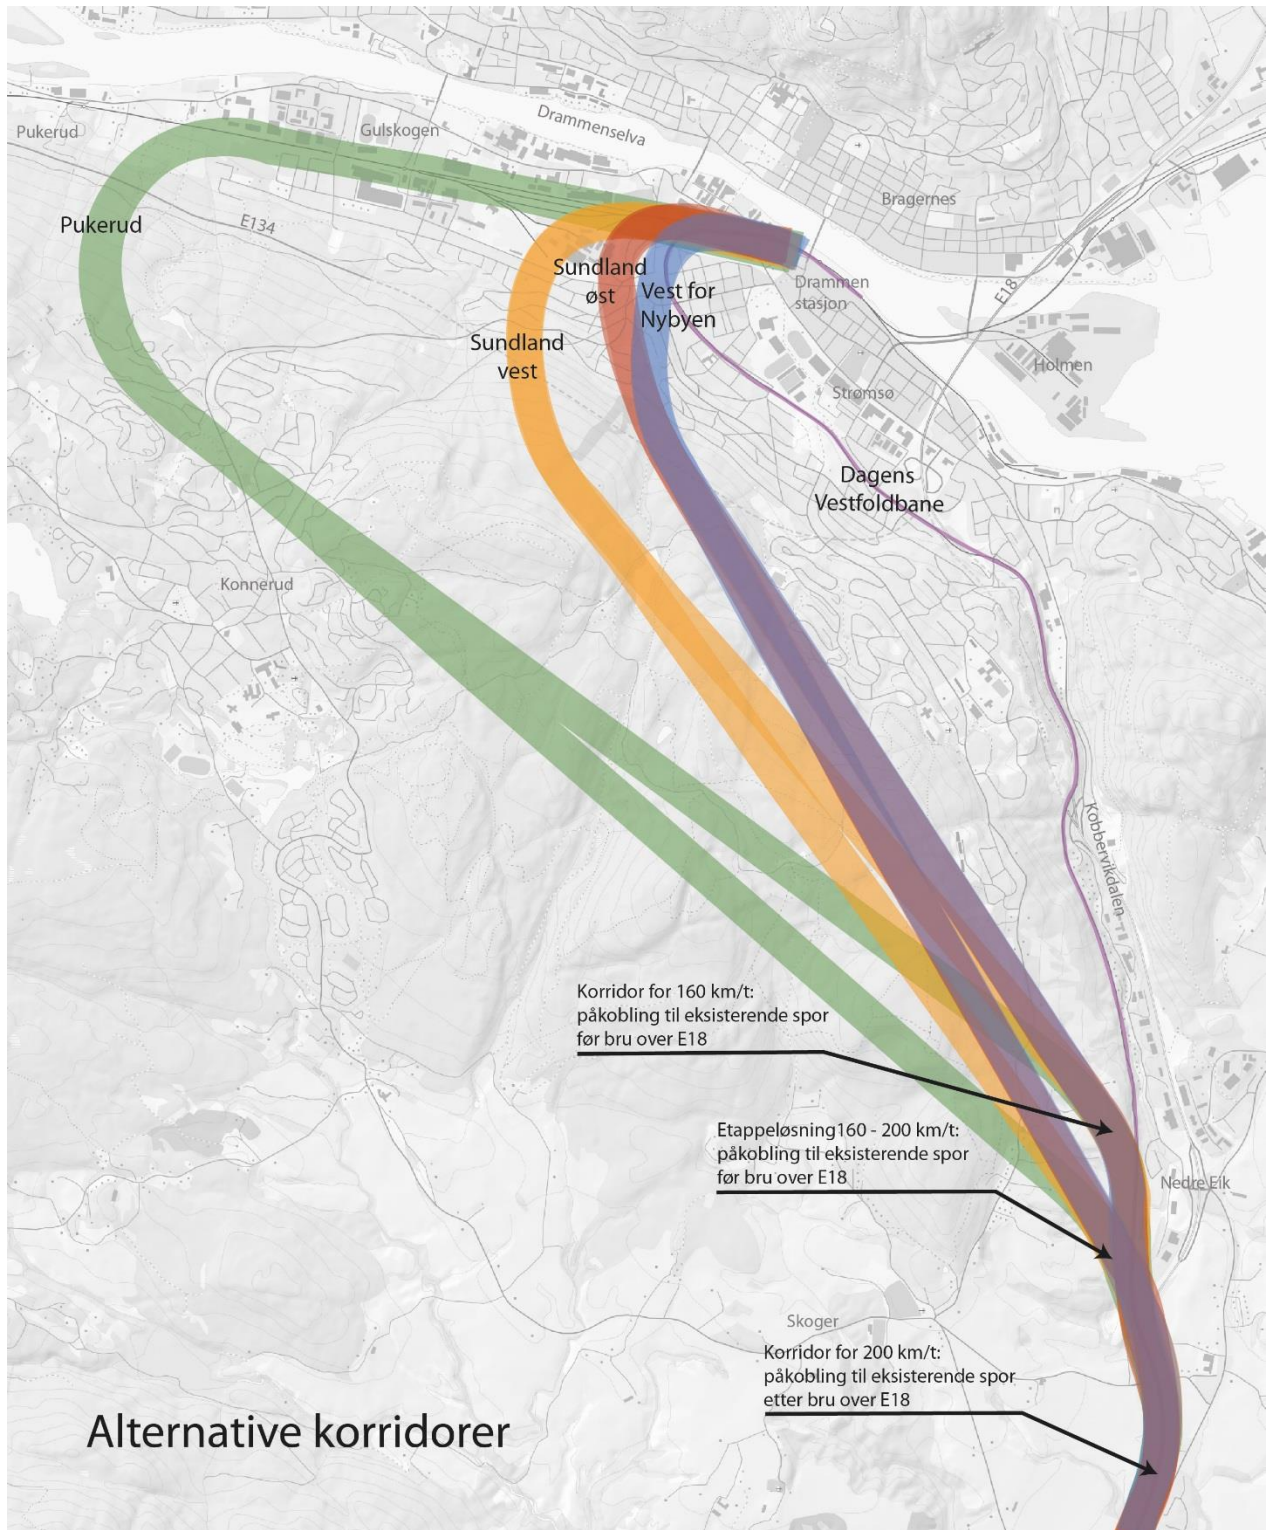 Drammenselva
Pukerud
Gulskogen
Bragernes
Pukerud
E134
Sundland
øst
Vest for
Nybyen
Drammen
stasjon
E18
Sundland
vest
Holmen
Strømsø
Dagens
Vestfoldbane
Konnerud
Kobbervikdalen
Korridor for 160 km/t:
påkobling til eksisterende spor
før bru over E18
Etappeløsning160 - 200 km/t:
påkobling til eksisterende spor
før bru over E18
Nedre Eik
Skoger
Korridor for 200 km/t:
påkobling til eksisterende spor
etter bru over E18
Alternative korridorer